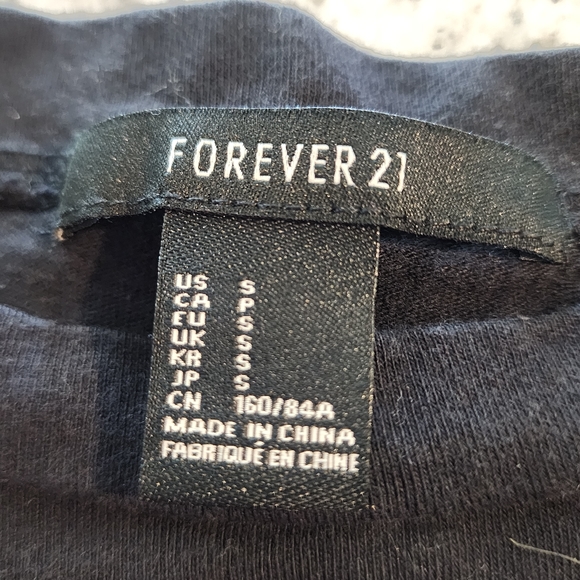 FOREVER 21
US S
CA P
EU S
UK S
KR S
JP S
CN 160/84A
MADE IN CHINA
FABRIQUÉ EN CHINE